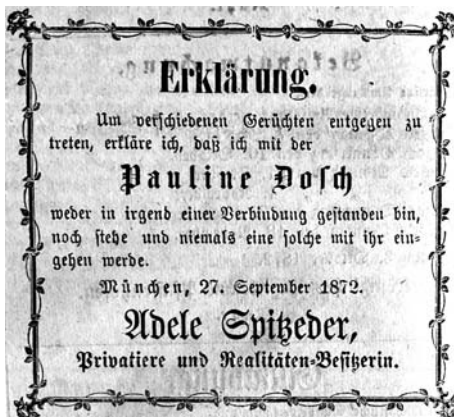 Erklärung.
Um verschiedenen Gerüchten entgegen zu
treten, erkläre ich, daß ich mit der
Pauline Dosch
weder in irgend einer Verbindung gestanden bin,
noch stehe und niemals eine solche mit ihr ein-
gehen werde.
München, 27. September 1872.
Adele Spitzeder,
Privatiere und Realitäten-Besitzerin.